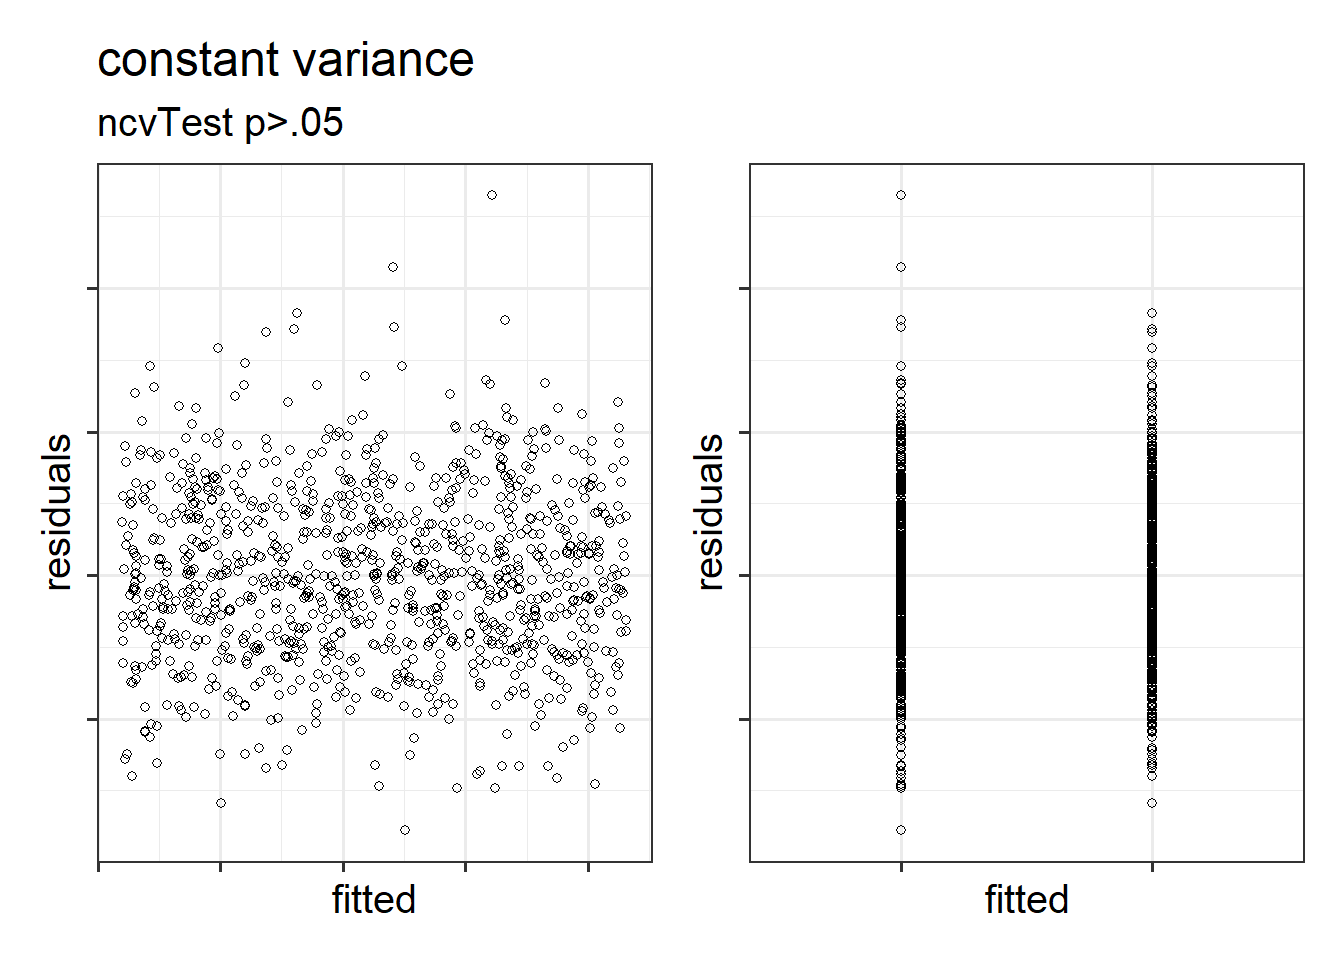 constant variance
ncvTest p>.05
residuals
fitted
residuals
fitted